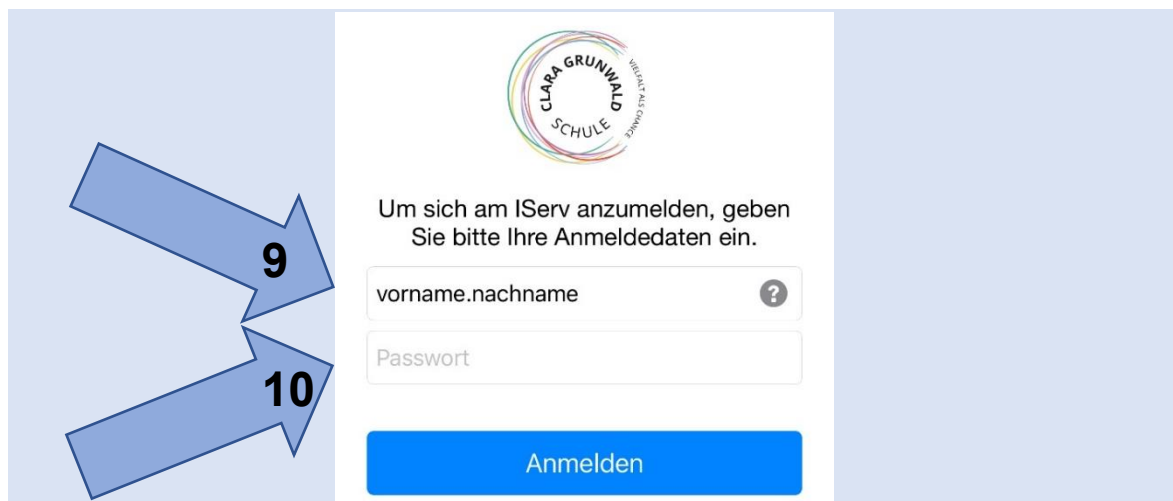 CLARA GRUNWALD
SCHULE
VIELFALT ALS CHANCE
Um sich am IServ anzumelden, geben
Sie bitte Ihre Anmeldedaten ein.
9
vorname.nachname ?
Passwort
10
Anmelden